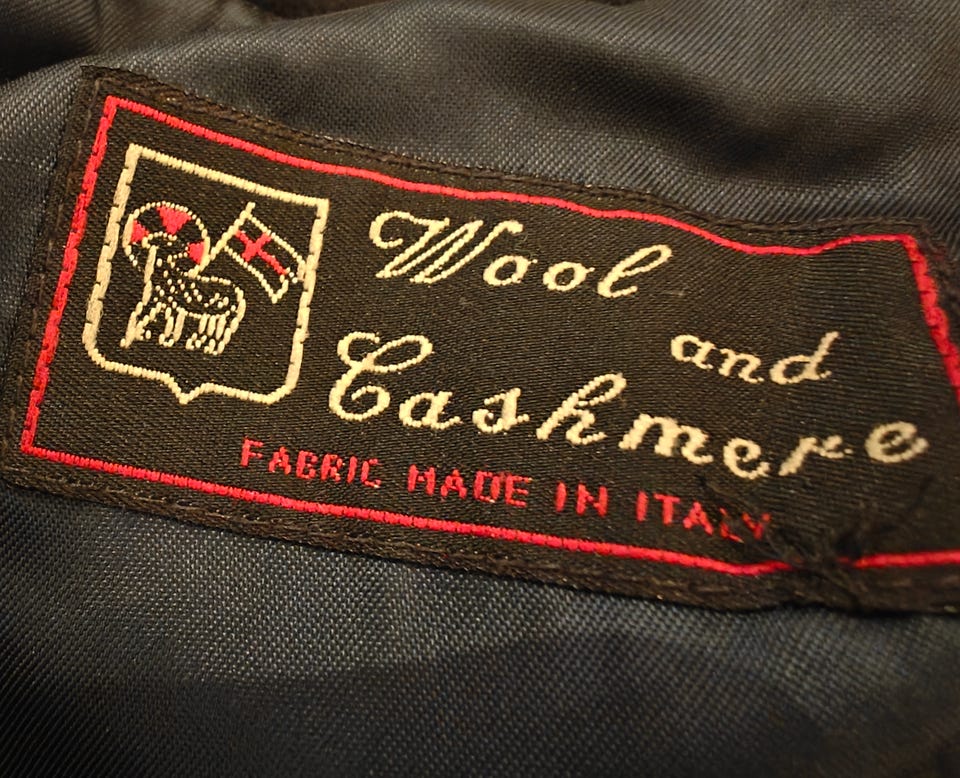 Wool
and
Cashmere
FABRIC MADE IN ITALY